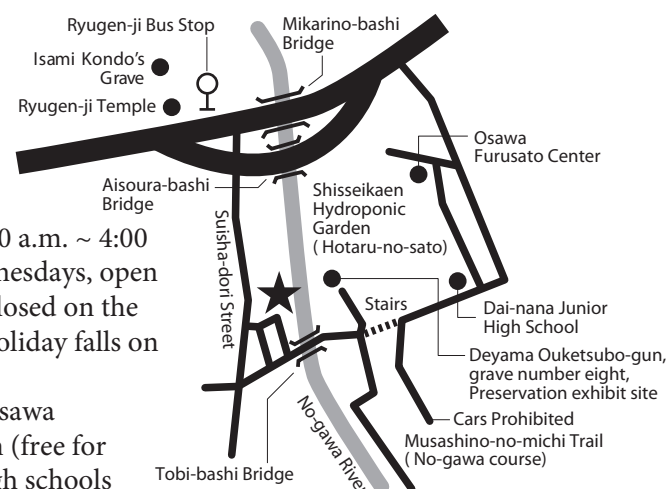 Ryugen-ji Bus Stop
Mikarino-bashi
Bridge
Isami Kondo's
Grave
Ryugen-ji Temple
Osawa
Furusato Center
Aisoura-bashi
Bridge
Shisseikaen
Hydroponic
Garden
( Hotaru-no-sato)
Suisha-dori Street
0 a.m. ~ 4:00
nesdays, open
losed on the
oliday falls on
Stairs
Dai-nana Junior
High School
Deyama Ouketsubo-gun,
grave number eight,
Preservation exhibit site
Cars Prohibited
Musashino-no-michi Trail
( No-gawa course)
No-gawa River
Tobi-bashi Bridge
sawa
n (free for
gh schools